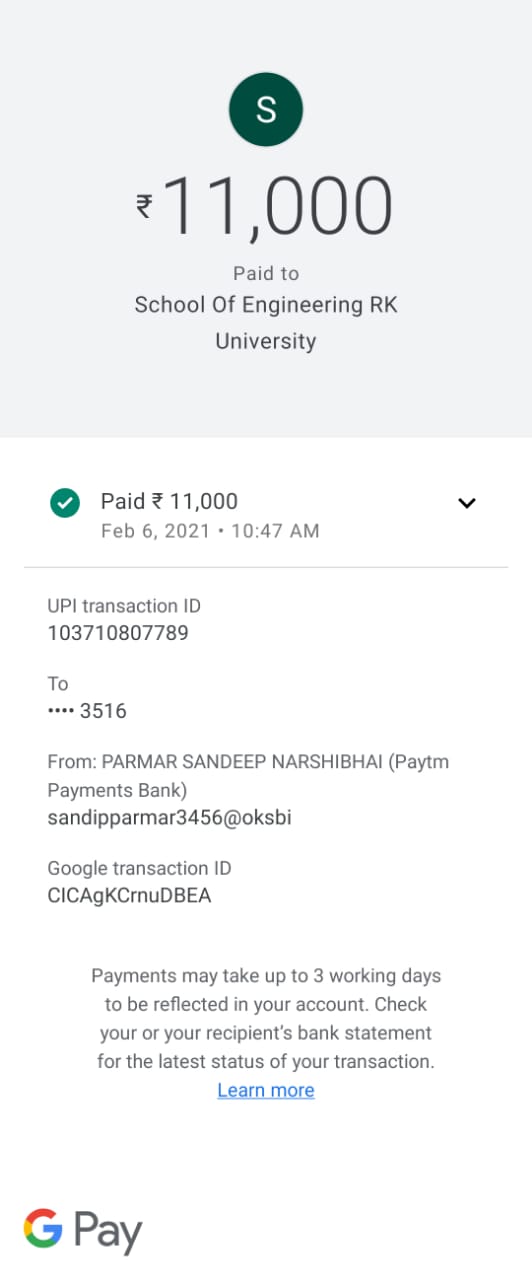 S
₹11,000
Paid to
School Of Engineering RK
University
Paid ₹ 11,000
Feb 6, 2021 • 10:47 AM
UPI transaction ID
103710807789
To
•••• 3516
From: PARMAR SANDEEP NARSHIBHAI (Paytm
Payments Bank)
sandipparmar3456@oksbi
Google transaction ID
CICAgKCrnuDBEA
Payments may take up to 3 working days
to be reflected in your account. Check
your or your recipient's bank statement
for the latest status of your transaction.
Learn more
G Pay